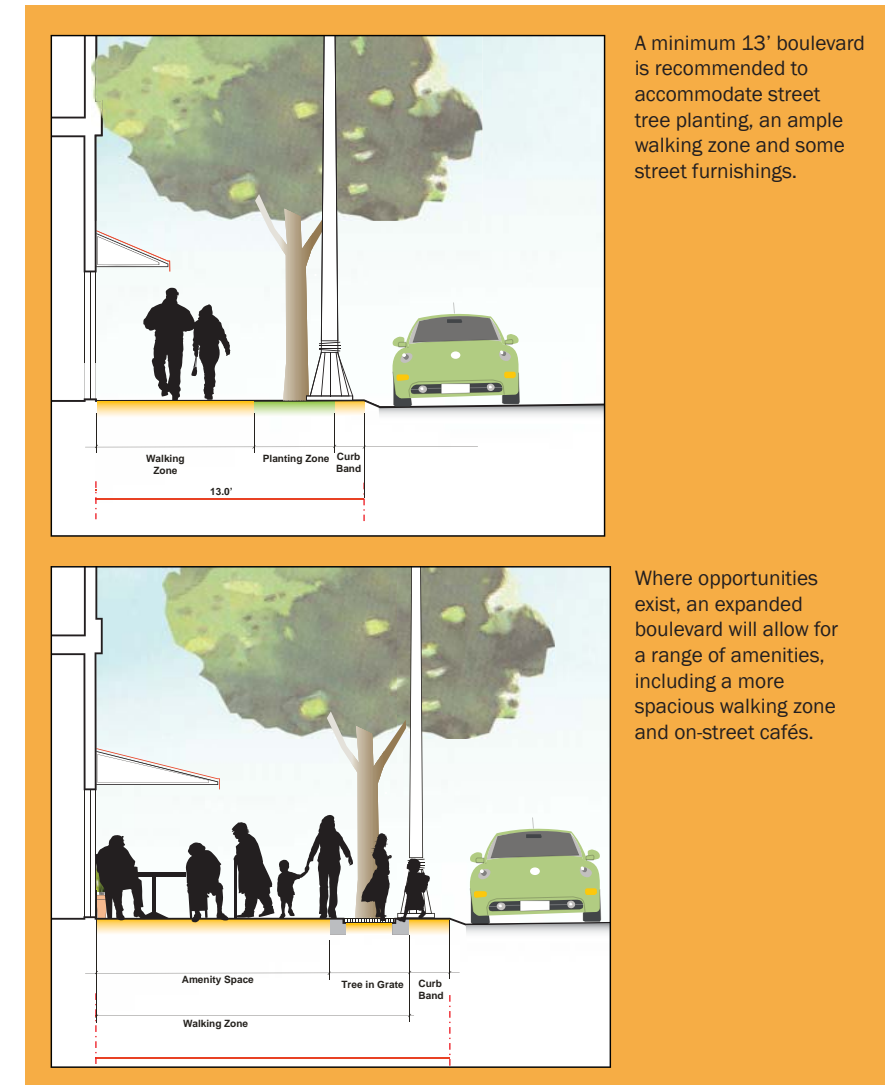 A minimum 13’ boulevard
is recommended to
accommodate street
tree planting, an ample
walking zone and some
street furnishings.
Walking
Zone
Planting Zone
Curb
Band
13.0’
Where opportunities
exist, an expanded
boulevard will allow for
a range of amenities,
including a more
spacious walking zone
and on-street cafés.
Amenity Space
Tree in Grate
Curb
Band
Walking Zone